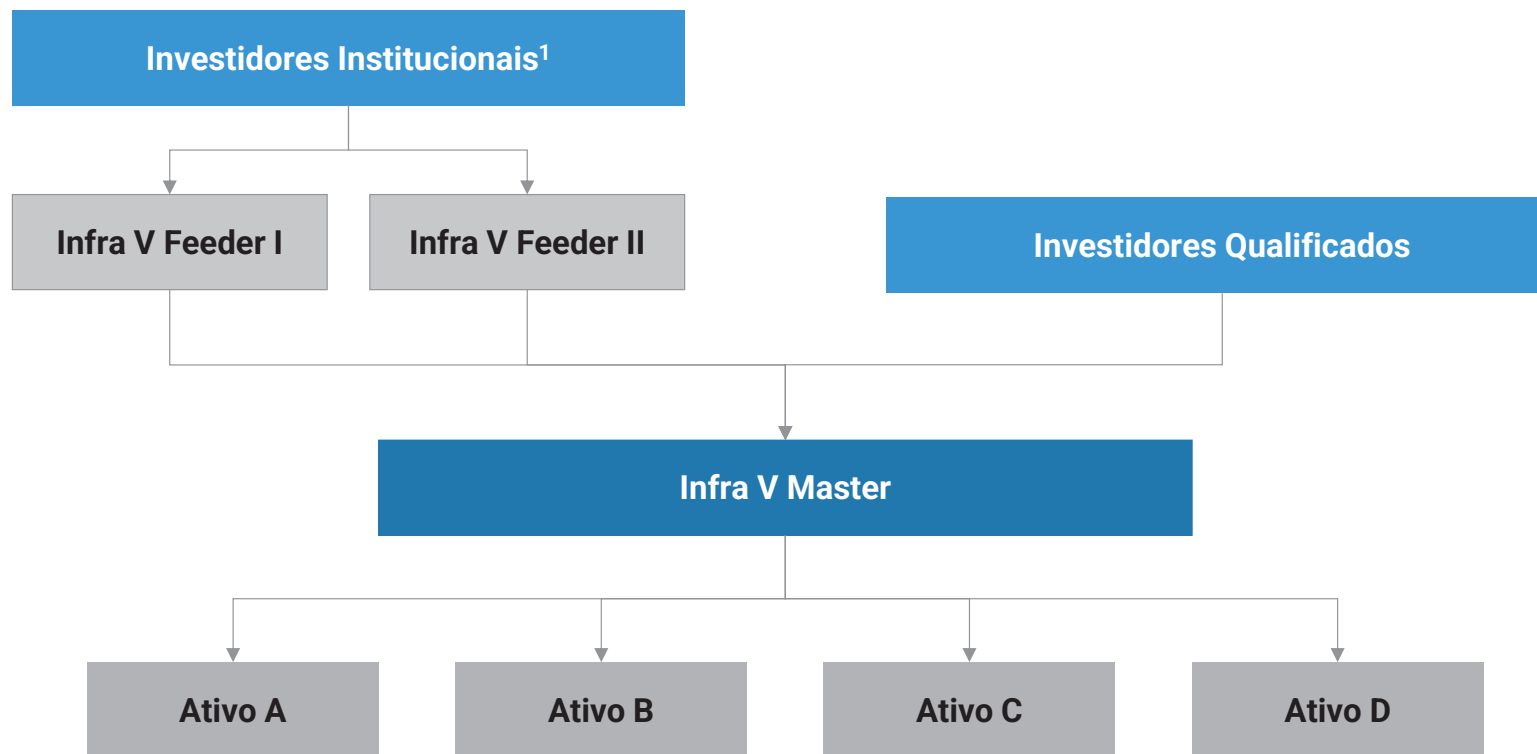 Investidores Institucionais¹
Infra V Feeder I
Infra V Feeder II
Investidores Qualificados
Infra V Master
Ativo A
Ativo B
Ativo C
Ativo D